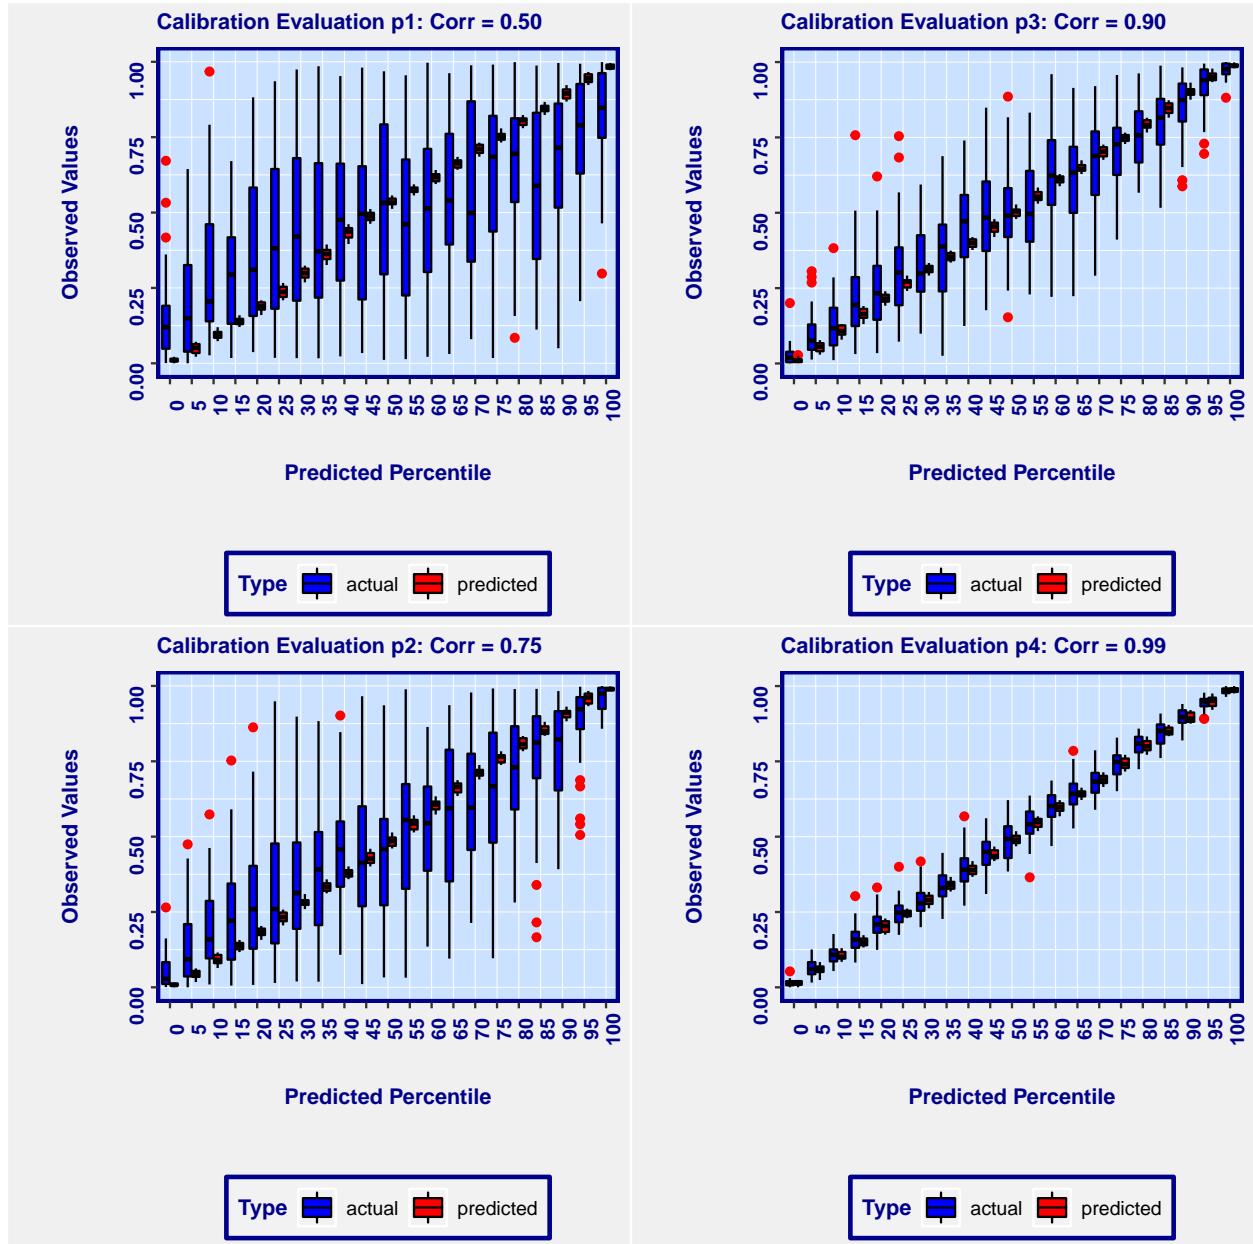 Calibration Evaluation p1: Corr = 0.50
Observed Values
1.00
0.75
0.50
0.25
0.00
0 5 10 15 20 25 30 35 40 45 50 55 60 65 70 75 80 85 90 95 100
Predicted Percentile
Type actual predicted
Calibration Evaluation p3: Corr = 0.90
Observed Values
1.00
0.75
0.50
0.25
0.00
0 5 10 15 20 25 30 35 40 45 50 55 60 65 70 75 80 85 90 95 100
Predicted Percentile
Type actual predicted
Calibration Evaluation p2: Corr = 0.75
Observed Values
1.00
0.75
0.50
0.25
0.00
0 5 10 15 20 25 30 35 40 45 50 55 60 65 70 75 80 85 90 95 100
Predicted Percentile
Type actual predicted
Calibration Evaluation p4: Corr = 0.99
Observed Values
1.00
0.75
0.50
0.25
0.00
0 5 10 15 20 25 30 35 40 45 50 55 60 65 70 75 80 85 90 95 100
Predicted Percentile
Type actual predicted